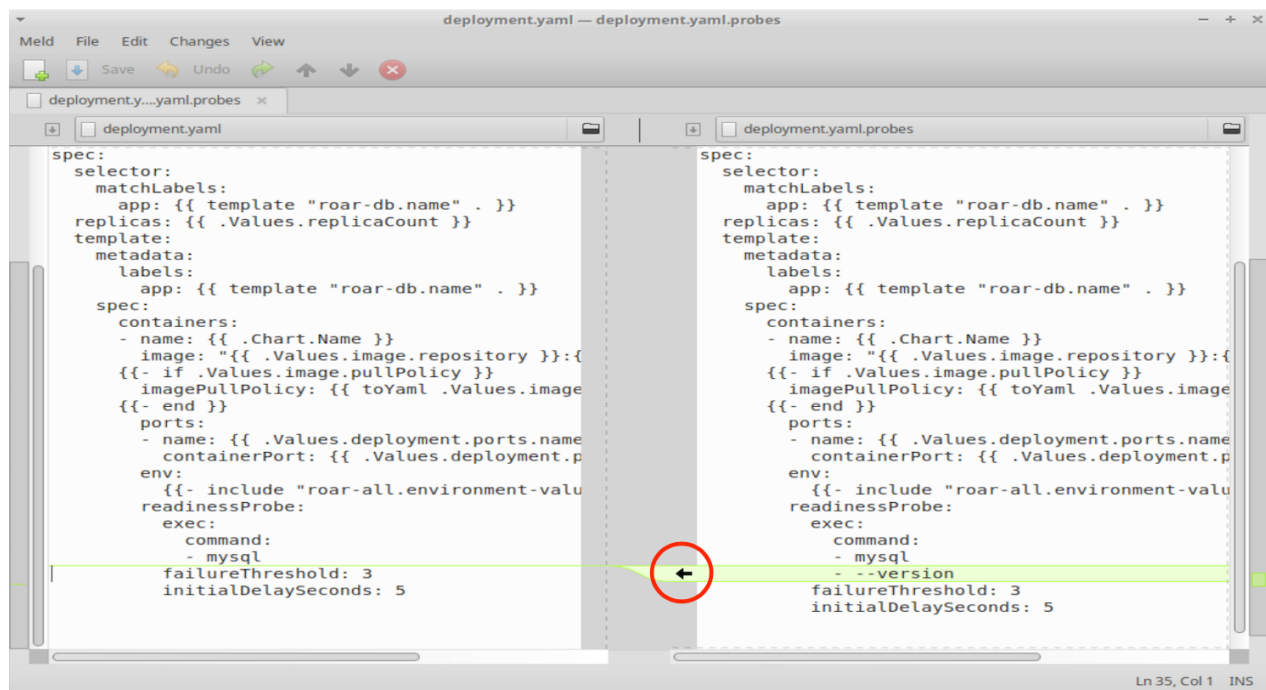 deployment.yaml — deployment.yaml.probes
Meld File Edit Changes View
Save Undo
deployment.y....yaml.probes
deployment.yaml
spec:
  selector:
    matchLabels:
      app: {{ template "roar-db.name" . }}
  replicas: {{ .Values.replicaCount }}
  template:
    metadata:
      labels:
        app: {{ template "roar-db.name" . }}
    spec:
      containers:
      - name: {{ .Chart.Name }}
        image: "{{ .Values.image.repository }}:{
      {{- if .Values.image.pullPolicy }}
        imagePullPolicy: {{ toYaml .Values.image
      {{- end }}
        ports:
        - name: {{ .Values.deployment.ports.name
          containerPort: {{ .Values.deployment.p
        env:
          {{- include "roar-all.environment-valu
        readinessProbe:
          exec:
            command:
            - mysql
          failureThreshold: 3
          initialDelaySeconds: 5
deployment.yaml.probes
spec:
  selector:
    matchLabels:
      app: {{ template "roar-db.name" . }}
  replicas: {{ .Values.replicaCount }}
  template:
    metadata:
      labels:
        app: {{ template "roar-db.name" . }}
    spec:
      containers:
      - name: {{ .Chart.Name }}
        image: "{{ .Values.image.repository }}:{
      {{- if .Values.image.pullPolicy }}
        imagePullPolicy: {{ toYaml .Values.image
      {{- end }}
        ports:
        - name: {{ .Values.deployment.ports.name
          containerPort: {{ .Values.deployment.p
        env:
          {{- include "roar-all.environment-valu
        readinessProbe:
          exec:
            command:
            - mysql
            - --version
          failureThreshold: 3
          initialDelaySeconds: 5
Ln 35, Col 1 INS